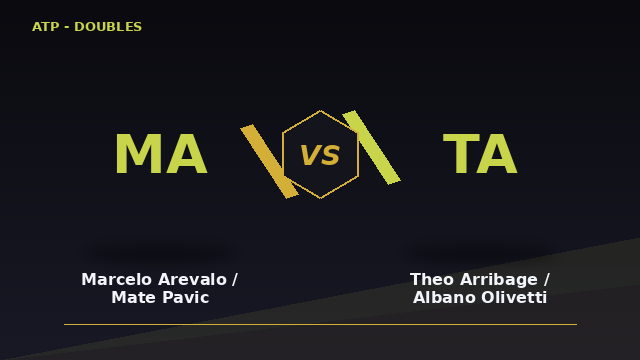 ATP - DOUBLES
MA
VS
TA
Marcelo Arevalo /
Mate Pavic
Theo Arribage /
Albano Olivetti